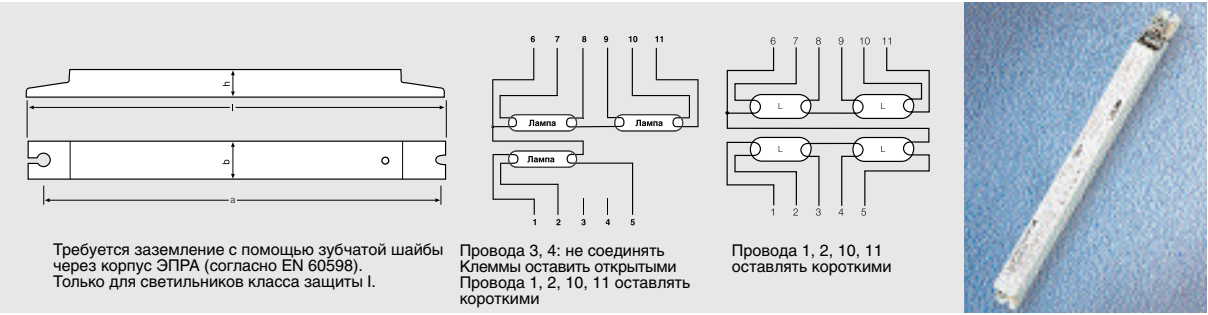 h
l
b
a
Требуется заземление с помощью зубчатой шайбы
через корпус ЭПРА (согласно EN 60598).
Только для светильников класса защиты I.
6 7 8 9 10 11
Лампа Лампа
Лампа
1 2 3 4 5
Провода 3, 4: не соединять
Клеммы оставить открытыми
Провода 1, 2, 10, 11 оставлять
короткими
6 7 8 9 10 11
L L
L L
1 2 3 4 5
Провода 1, 2, 10, 11
оставлять короткими